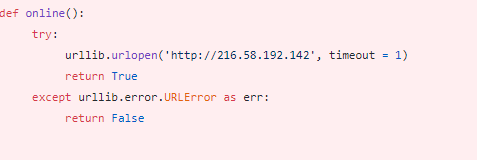 def online():
try:
urllib.urlopen('http://216.58.192.142', timeout = 1)
return True
except urllib.error.URLError as err:
return False